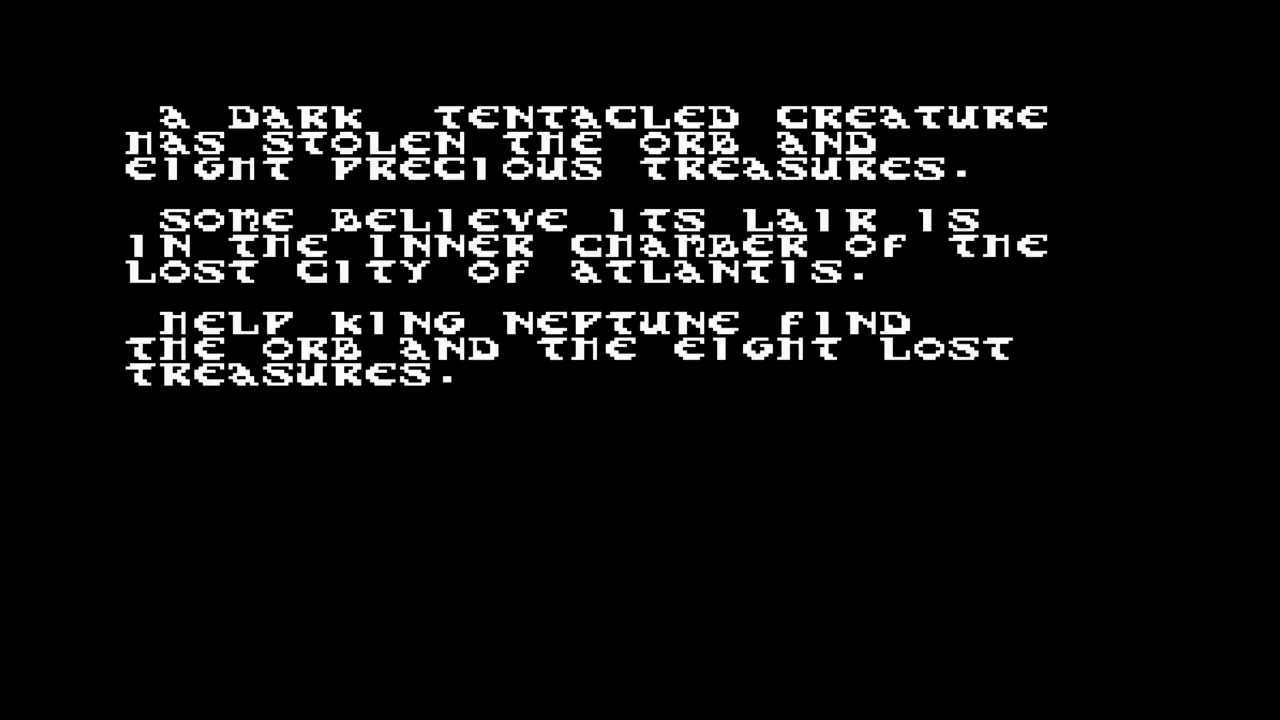 A DARK  TENTACLED CREATURE
HAS STOLEN THE ORB AND
EIGHT PRECIOUS TREASURES.
SOME BELIEVE ITS LAIR IS
IN THE INNER CHAMBER OF THE
LOST CITY OF ATLANTIS.
HELP KING NEPTUNE FIND
THE ORB AND THE EIGHT LOST
TREASURES.